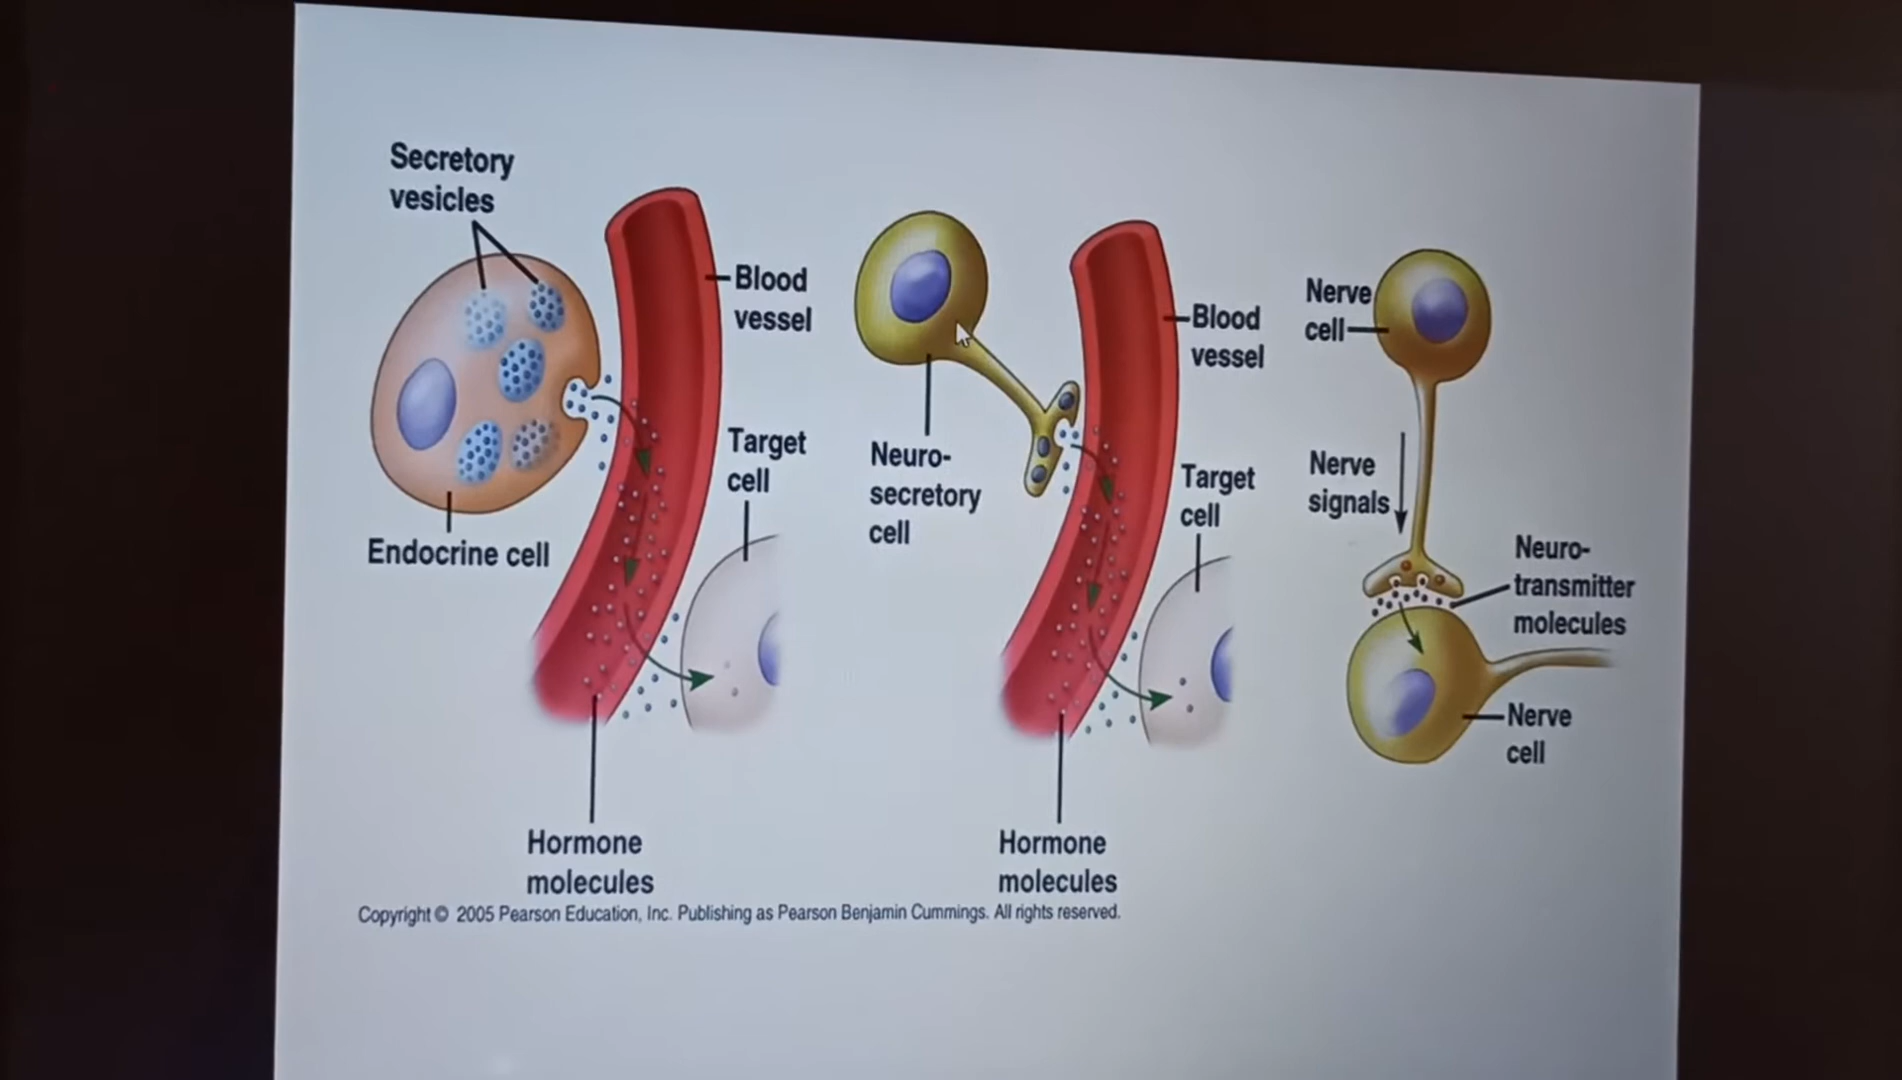 Secretory
vesicles
Blood
vessel
Target
cell
Endocrine cell
Hormone
molecules
Neuro-
secretory
cell
Blood
vessel
Target
cell
Hormone
molecules
Nerve
cell
Nerve
signals
Neuro-
transmitter
molecules
Nerve
cell
Copyright © 2005 Pearson Education, Inc. Publishing as Pearson Benjamin Cummings. All rights reserved.